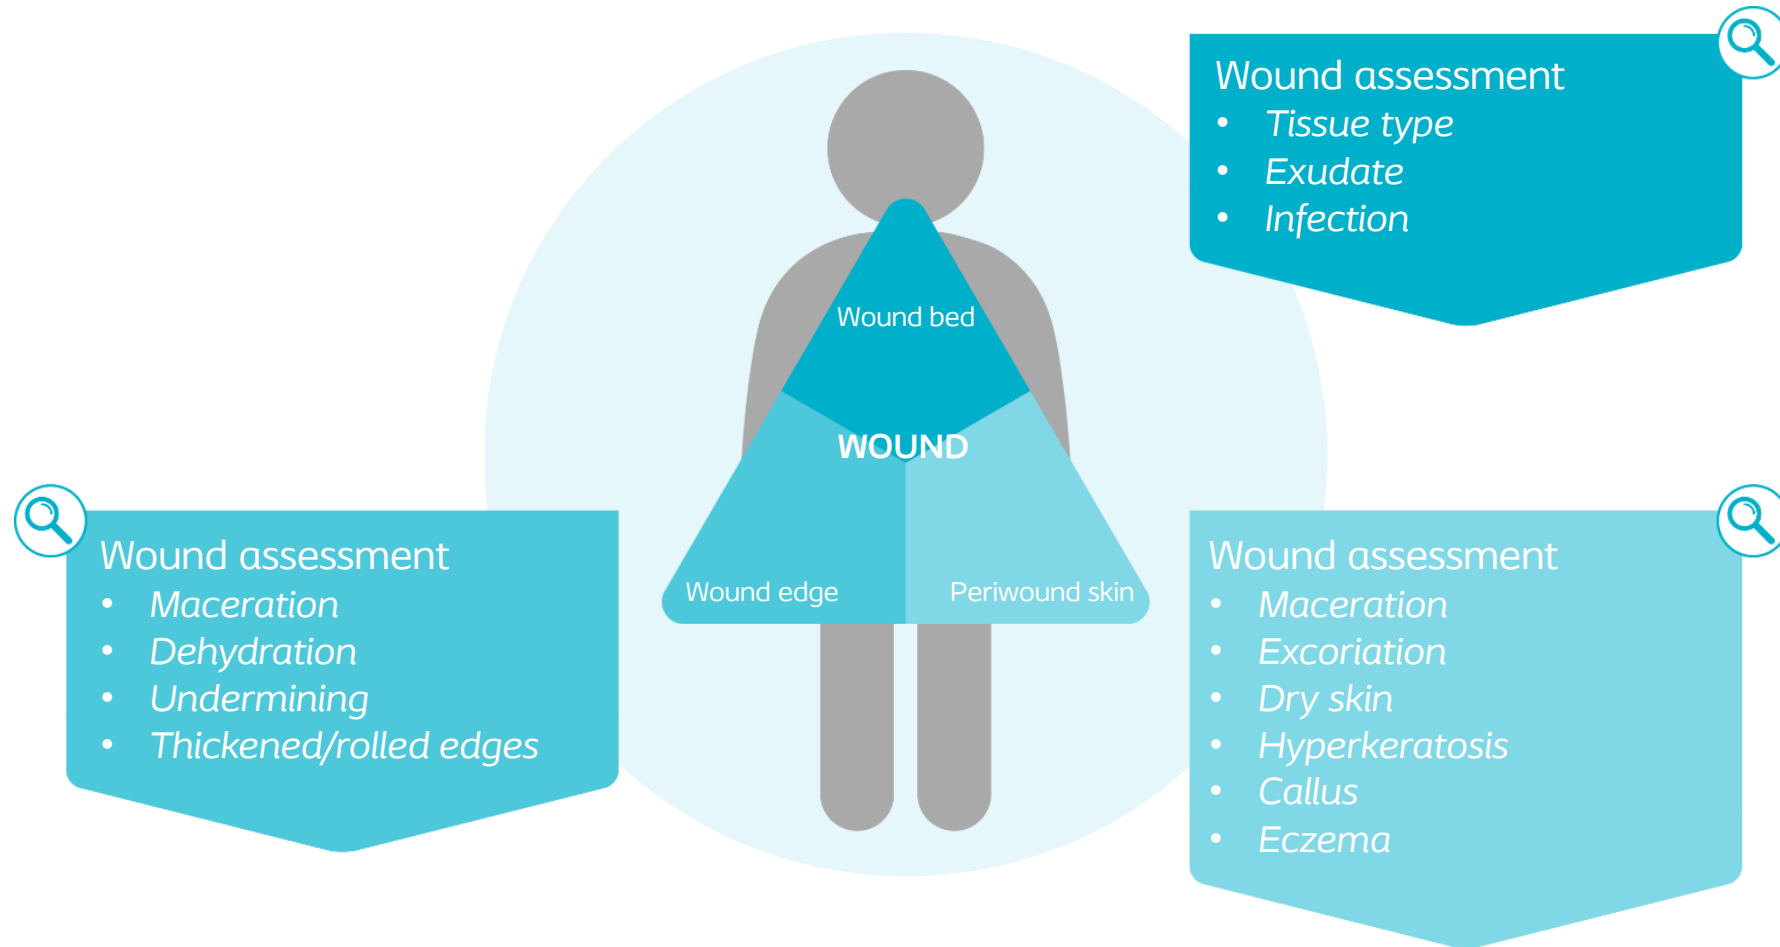 Wound assessment
• Tissue type
• Exudate
• Infection
Wound bed
WOUND
Wound edge
Periwound skin
Wound assessment
• Maceration
• Dehydration
• Undermining
• Thickened/rolled edges
Wound assessment
• Maceration
• Excoriation
• Dry skin
• Hyperkeratosis
• Callus
• Eczema